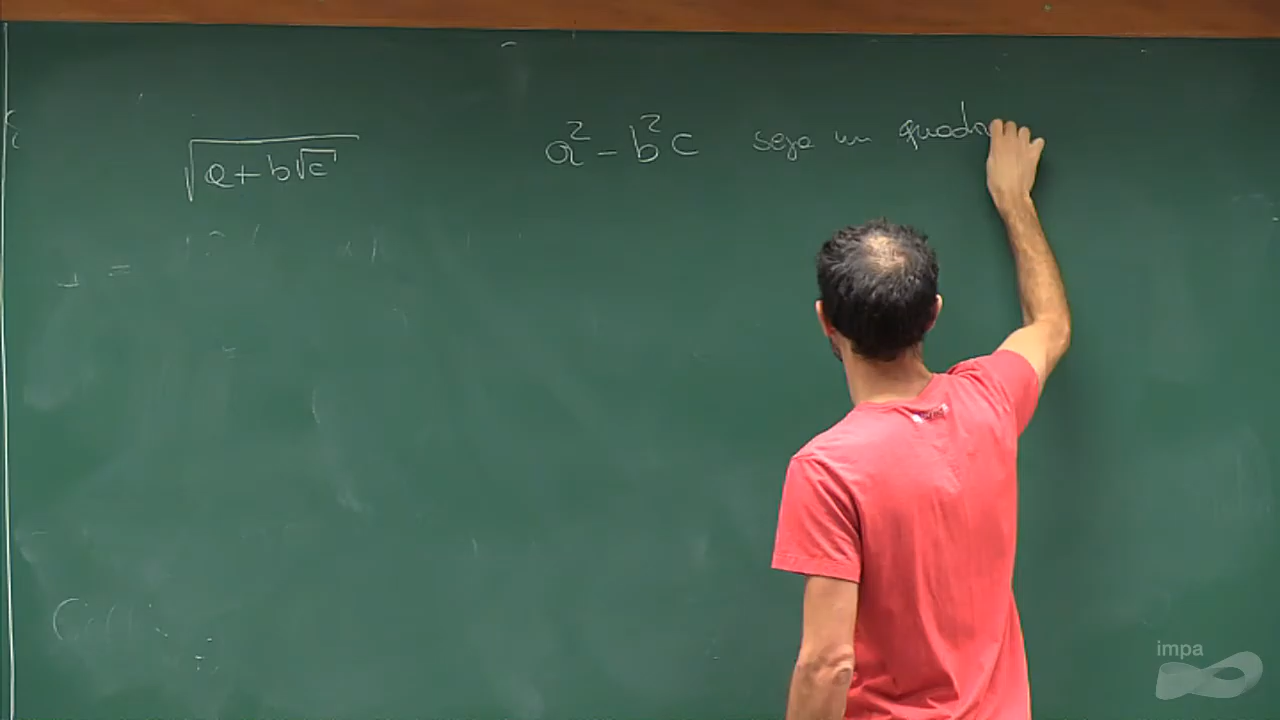 √(a + b√c) a² - b²c seja um quadr
impa